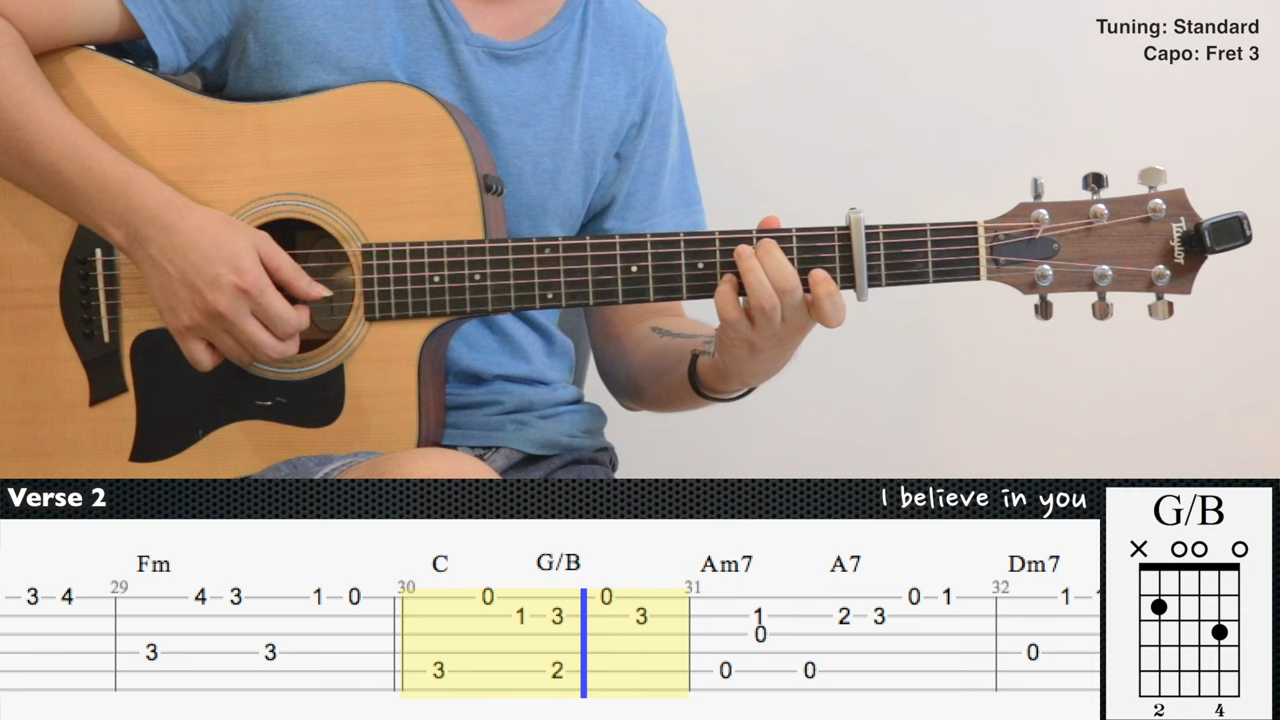 Tuning: Standard
Capo: Fret 3
Taylor
Verse 2
I believe in you
G/B
Fm
C
G/B
Am7
A7
Dm7
29
30
31
32
3 4 4 3 1 0 0 0 0 1 1
1 3 3 1 2 3
0
3 3 0
3 2 0 0
2 4